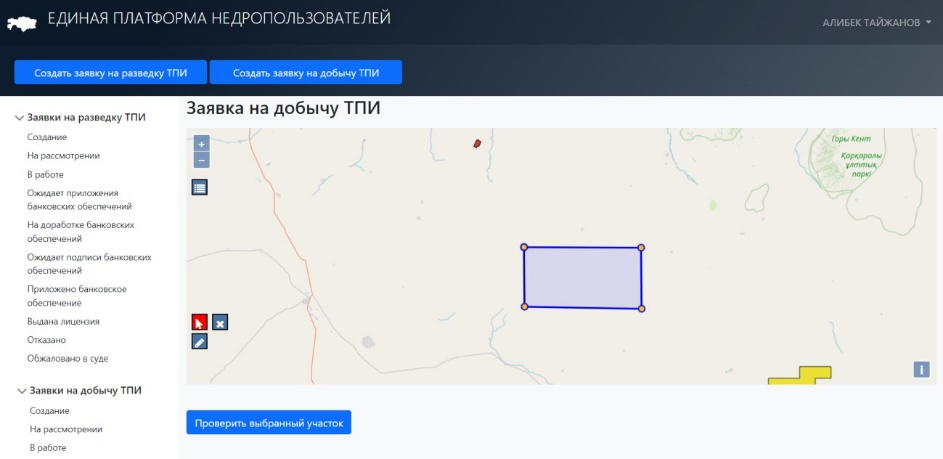 ЕДИНАЯ ПЛАТФОРМА НЕДРОПОЛЬЗОВАТЕЛЕЙ
АЛИБЕК ТАЙЖАНОВ
Создать заявку на разведку ТПИ
Создать заявку на добычу ТПИ
Заявки на разведку ТПИ
Создание
На рассмотрении
В работе
Ожидает приложения
банковских обеспечений
На доработке банковских
обеспечений
Ожидает подписи банковских
обеспечений
Приложено банковское
обеспечение
Выдана лицензия
Отказано
Обжаловано в суде
Заявки на добычу ТПИ
Создание
На рассмотрении
В работе
Заявка на добычу ТПИ
+
−
Горы Кент
Қарқаралы
ұлттық
паркі
i
Проверить выбранный участок